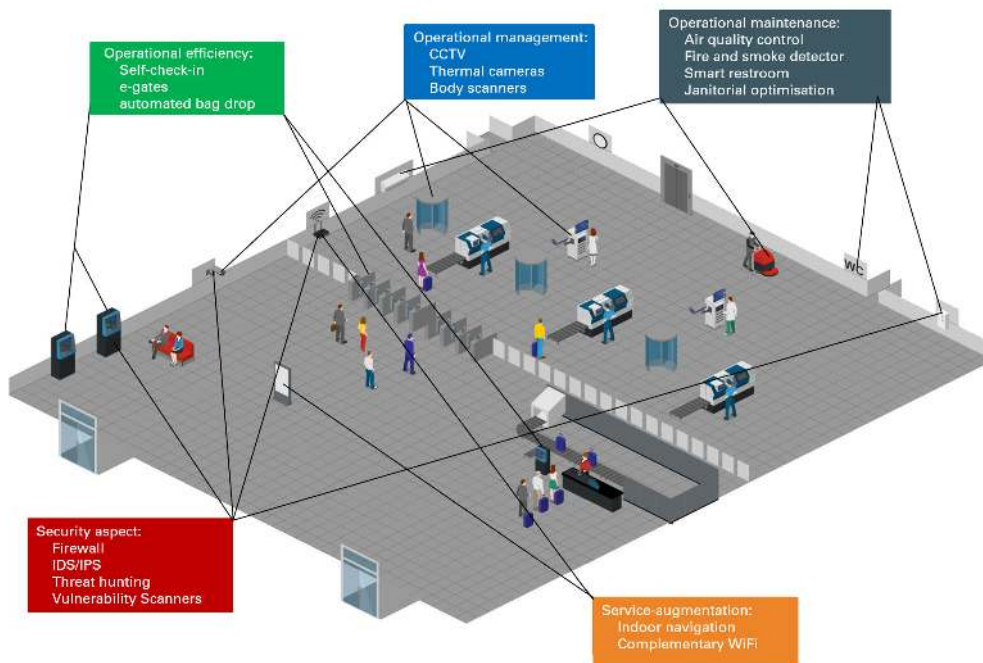 Operational efficiency:
Self-check-in
e-gates
automated bag drop
Operational management:
CCTV
Thermal cameras
Body scanners
Operational maintenance:
Air quality control
Fire and smoke detector
Smart restroom
Janitorial optimisation
WC
Security aspect:
Firewall
IDS/IPS
Threat hunting
Vulnerability Scanners
Service-augmentation:
Indoor navigation
Complementary WiFi